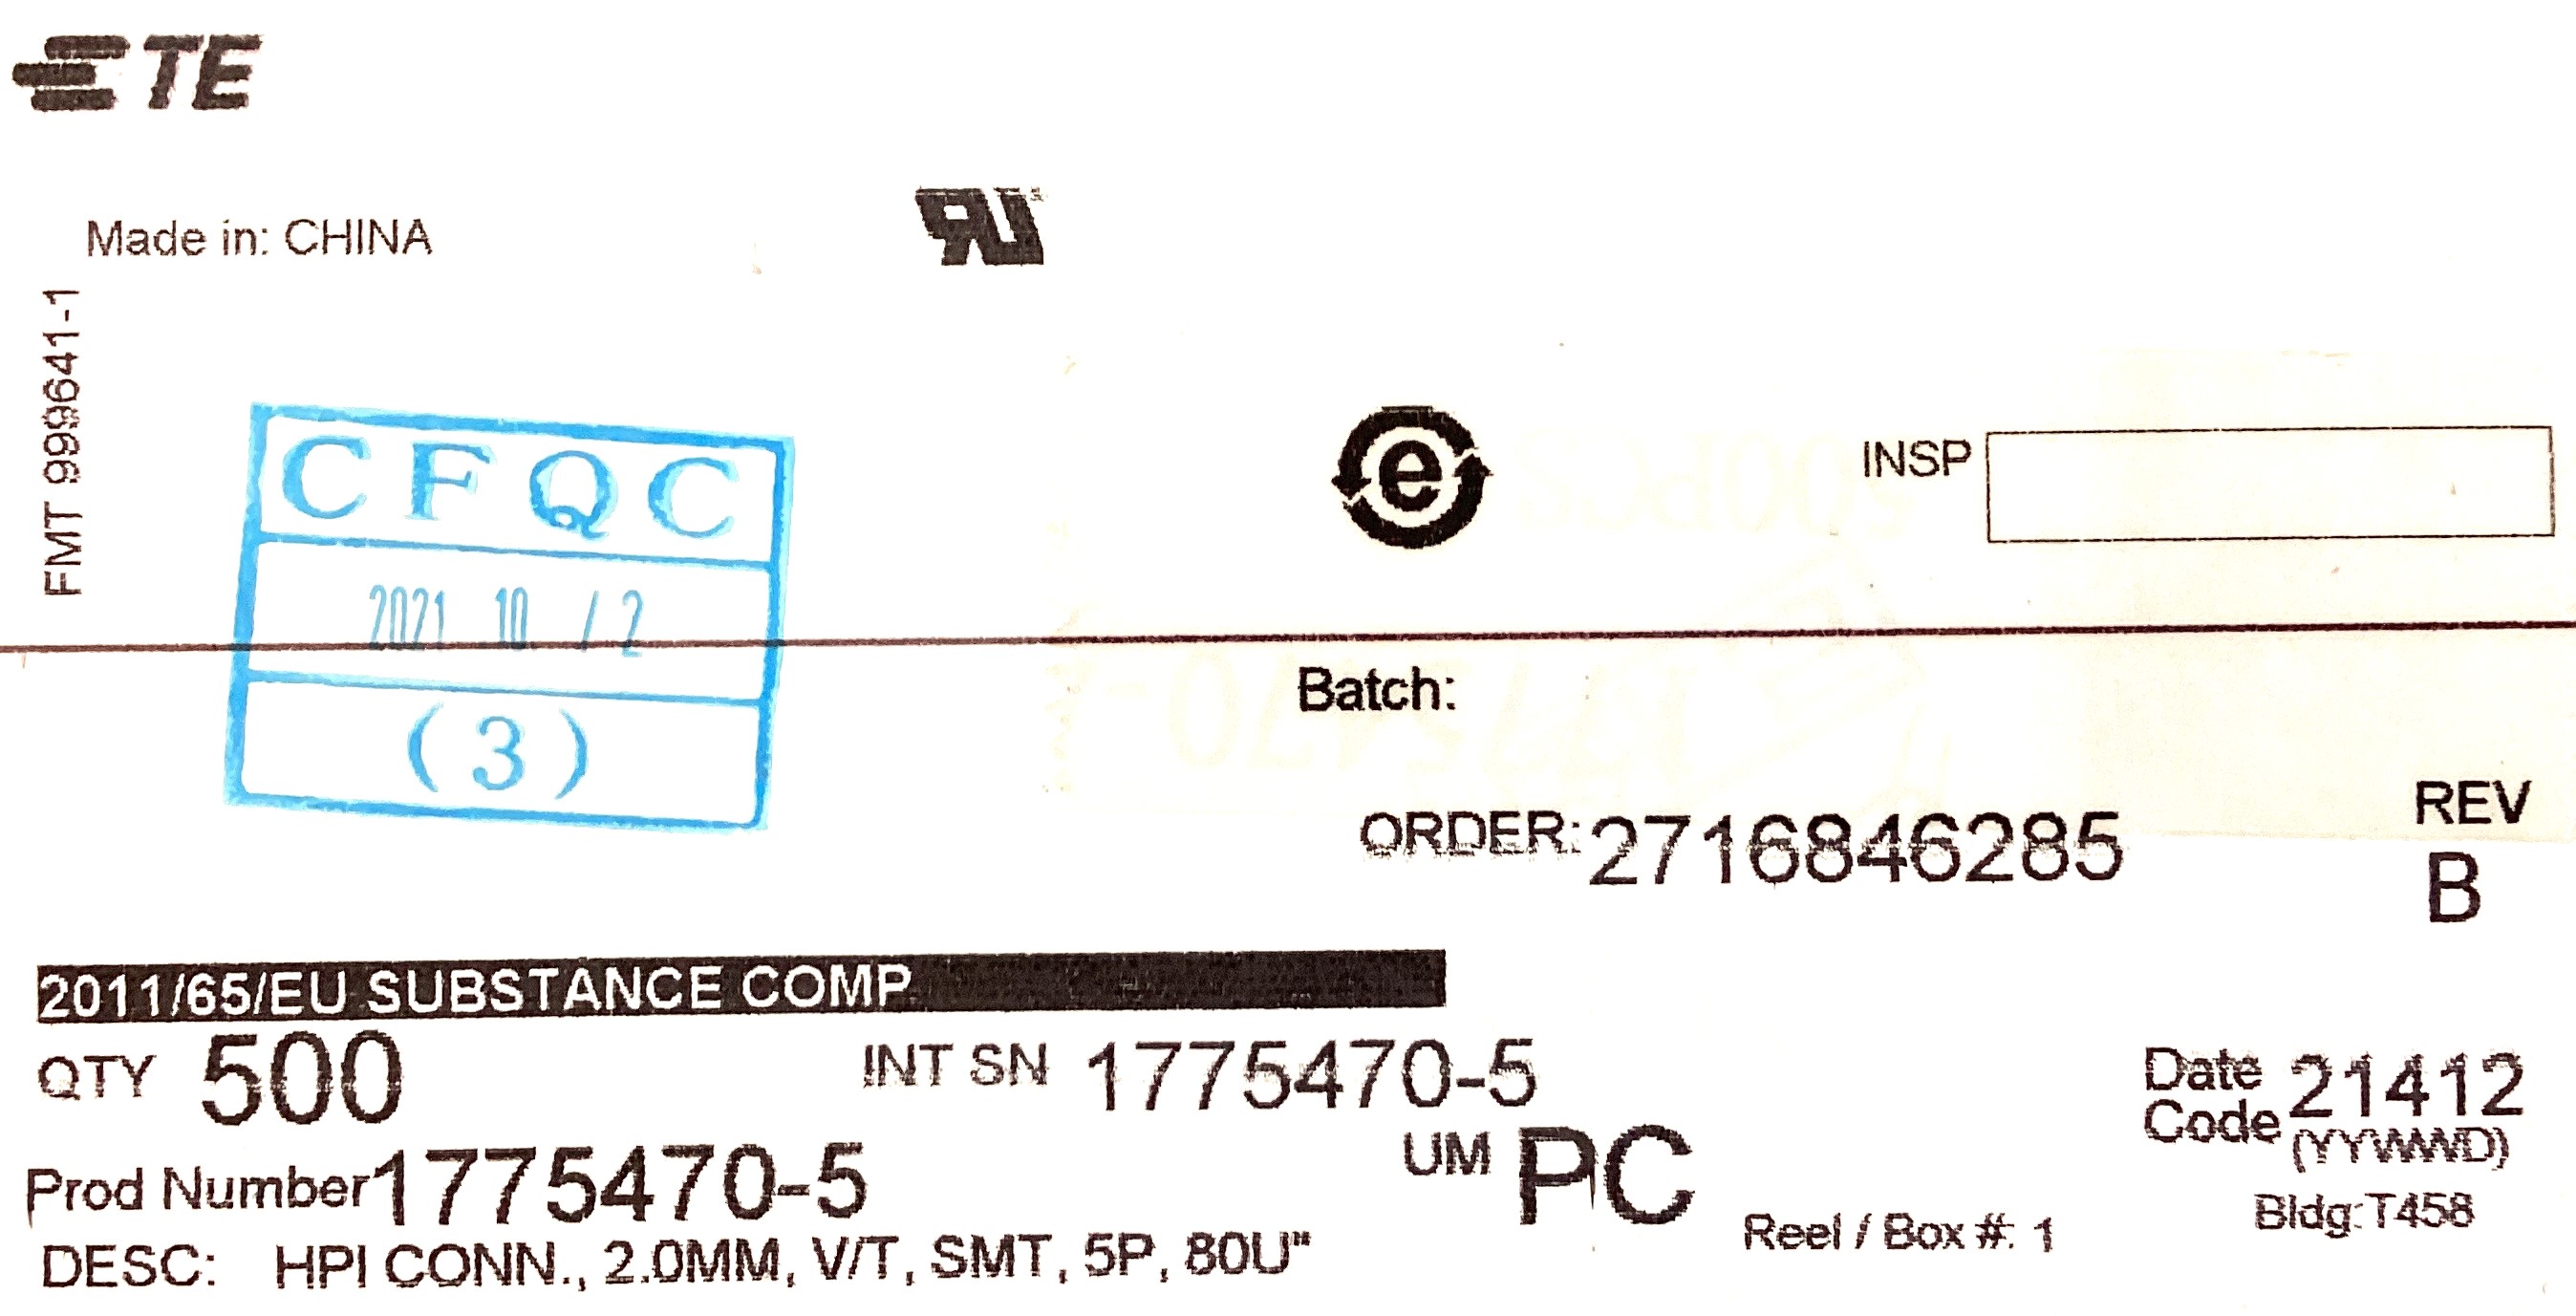 TE
Made in: CHINA
FMT 999641-1
CFQC
2021 10 / 2
(3)
e
INSP
Batch:
ORDER: 2716846285
REV
B
2011/65/EU SUBSTANCE COMP
QTY 500
INT SN 1775470-5
Date Code 21412
(YYWWD)
Prod Number 1775470-5
UM PC
Reel / Box #: 1
Bldg:T458
DESC: HPI CONN., 2.0MM, V/T, SMT, 5P, 80U"